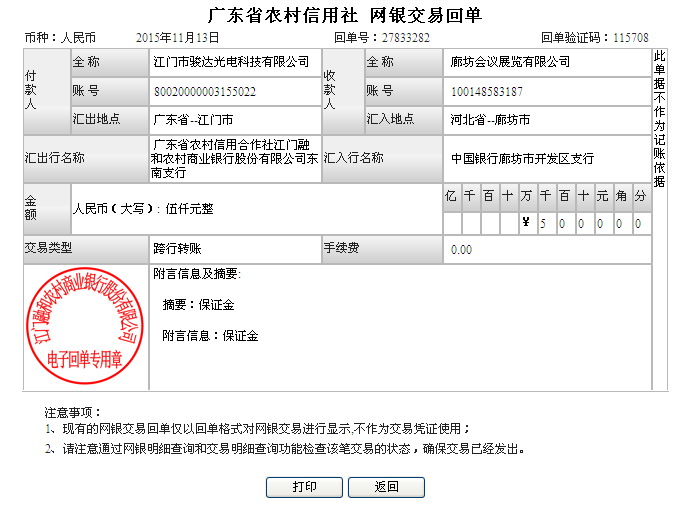 广东省农村信用社 网银交易回单
币种：人民币 2015年11月13日 回单号：27833282 回单验证码：115708
付款人 全 称 江门市骏达光电科技有限公司 收款人 全 称 廊坊会议展览有限公司
账 号 80020000003155022 账 号 100148583187
汇出地点 广东省--江门市 汇入地点 河北省--廊坊市
汇出行名称 广东省农村信用合作社江门融
和农村商业银行股份有限公司东
南支行 汇入行名称 中国银行廊坊市开发区支行
金额 人民币（大写）：伍仟元整 亿 千 百 十 万 千 百 十 元 角 分
¥ 5 0 0 0 0 0
交易类型 跨行转账 手续费 0.00
附言信息及摘要:
摘要：保证金
附言信息：保证金
江门融和农村商业银行股份有限公司
电子回单专用章
此单据不作为记账依据
注意事项：
1、现有的网银交易回单仅以回单格式对网银交易进行显示,不作为交易凭证使用；
2、请注意通过网银明细查询和交易明细查询功能检查该笔交易的状态，确保交易已经发出。
打印 返回